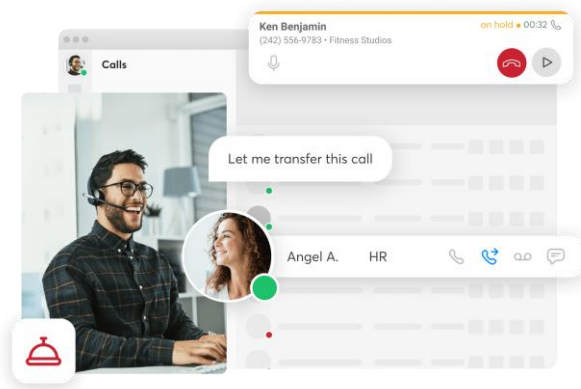 Ken Benjamin
on hold • 00:32
(242) 556-9783 • Fitness Studios
Calls
Let me transfer this call
Angel A. HR